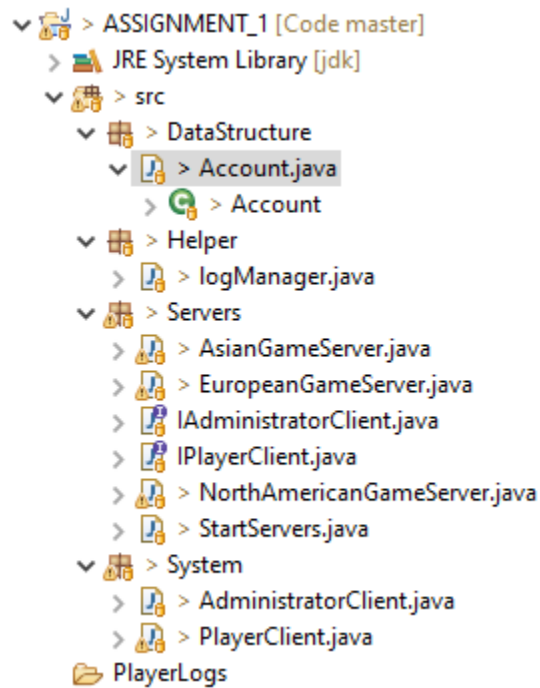 > ASSIGNMENT_1 [Code master]
JRE System Library [jdk]
> src
> DataStructure
> Account.java
> Account
> Helper
> logManager.java
> Servers
> AsianGameServer.java
> EuropeanGameServer.java
IAdministratorClient.java
IPlayerClient.java
> NorthAmericanGameServer.java
> StartServers.java
> System
> AdministratorClient.java
> PlayerClient.java
PlayerLogs